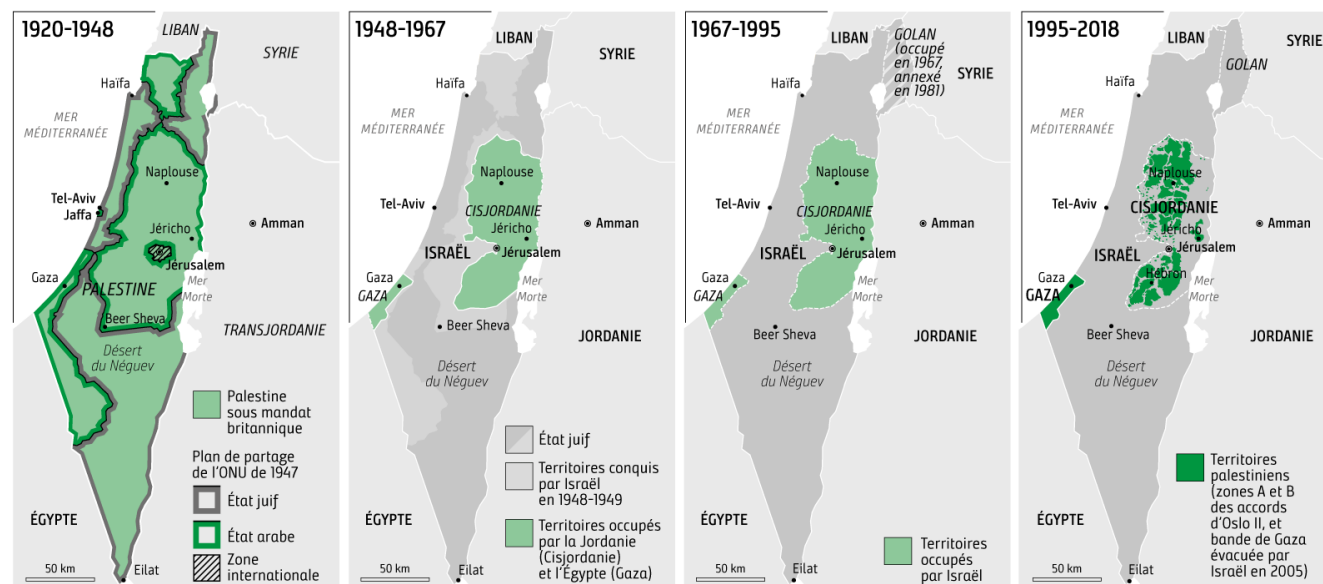 1920-1948
LIBAN
SYRIE
Haïfa
MER
MÉDITERRANÉE
Naplouse
Tel-Aviv
Jaffa
Amman
Jéricho
Jérusalem
Gaza
PALESTINE
Mer
Morte
Beer Sheva
TRANSJORDANIE
Désert
du Néguev
Palestine
sous mandat
britannique
Plan de partage
de l'ONU de 1947
État juif
ÉGYPTE
État arabe
Zone
internationale
50 km
Eilat
1948-1967
LIBAN
SYRIE
Haïfa
MER
MÉDITERRANÉE
Naplouse
Tel-Aviv
CISJORDANIE
Amman
Jéricho
ISRAËL
Jérusalem
Gaza
GAZA
Mer
Morte
Beer Sheva
JORDANIE
Désert
du Néguev
État juif
Territoires conquis
par Israël
en 1948-1949
ÉGYPTE
Territoires occupés
par la Jordanie
(Cisjordanie)
et l'Égypte (Gaza)
50 km
Eilat
1967-1995
LIBAN
GOLAN
(occupé
en 1967,
annexé
en 1981)
SYRIE
Haïfa
MER
MÉDITERRANÉE
Naplouse
Tel-Aviv
CISJORDANIE
Amman
Jéricho
ISRAËL
Jérusalem
Gaza
GAZA
Mer
Morte
Beer Sheva
JORDANIE
Désert
du Néguev
ÉGYPTE
Territoires
occupés
par Israël
50 km
Eilat
1995-2018
LIBAN
SYRIE
GOLAN
Haïfa
MER
MÉDITERRANÉE
Naplouse
Tel-Aviv
CISJORDANIE
Amman
Jéricho
ISRAËL
Jérusalem
Gaza
Hébron
GAZA
Mer
Morte
Beer Sheva
JORDANIE
Désert
du Néguev
Territoires
palestiniens
(zones A et B
des accords
d'Oslo II, et
bande de Gaza
évacuée par
Israël en 2005)
ÉGYPTE
50 km
Eilat